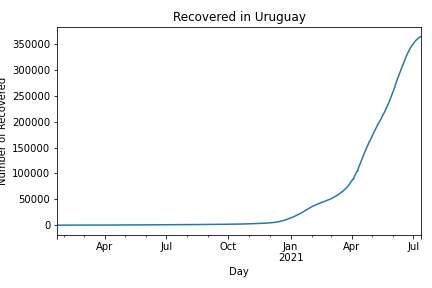 Recovered in Uruguay
Number of Recovered
350000
300000
250000
200000
150000
100000
50000
0
Apr Jul Oct Jan Apr Jul
2021
Day